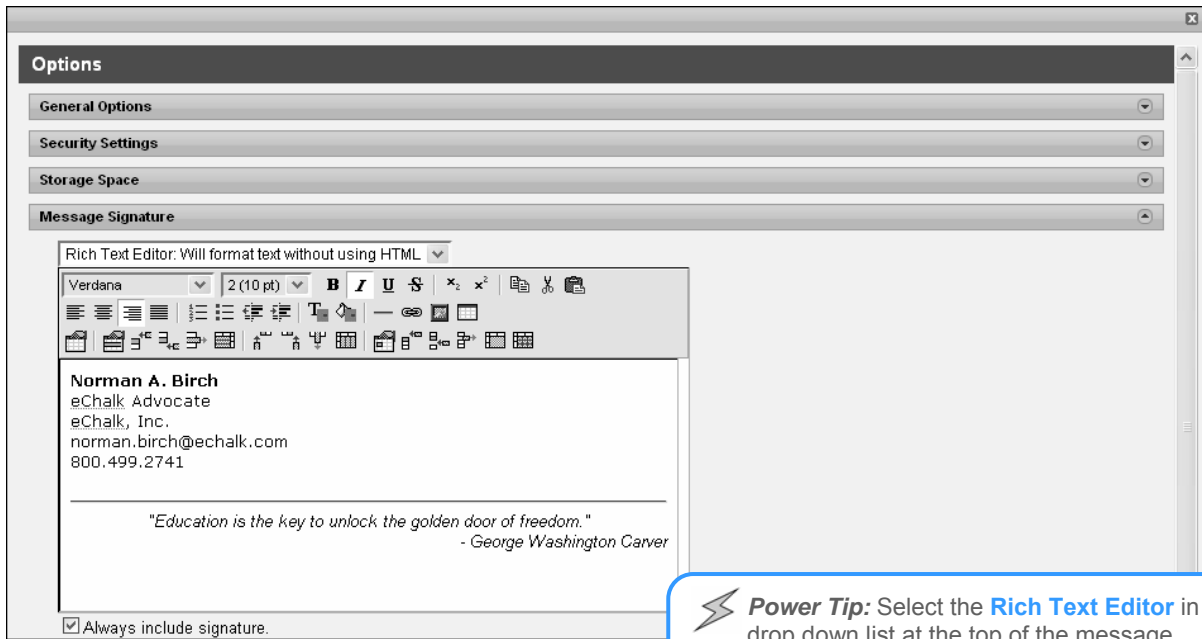 Options
General Options
Security Settings
Storage Space
Message Signature
Rich Text Editor: Will format text without using HTML
Verdana 2 (10 pt) B I U S x₂ x²
Norman A. Birch
eChalk Advocate
eChalk, Inc.
norman.birch@echalk.com
800.499.2741
"Education is the key to unlock the golden door of freedom."
- George Washington Carver
Always include signature.
Power Tip: Select the Rich Text Editor in
drop down list at the top of the message